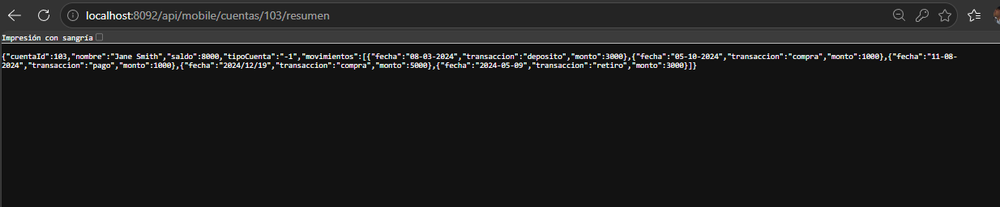 localhost:8092/api/mobile/cuentas/103/resumen
Impresión con sangría
{"cuentaId":103,"nombre":"Jane Smith","saldo":8000,"tipoCuenta":"-1","movimientos":[{"fecha":"08-03-2024","transaccion":"deposito","monto":3000},{"fecha":"05-10-2024","transaccion":"compra","monto":1000},{"fecha":"11-08-
2024","transaccion":"pago","monto":1000},{"fecha":"2024/12/19","transaccion":"compra","monto":5000},{"fecha":"2024-05-09","transaccion":"retiro","monto":3000}]}